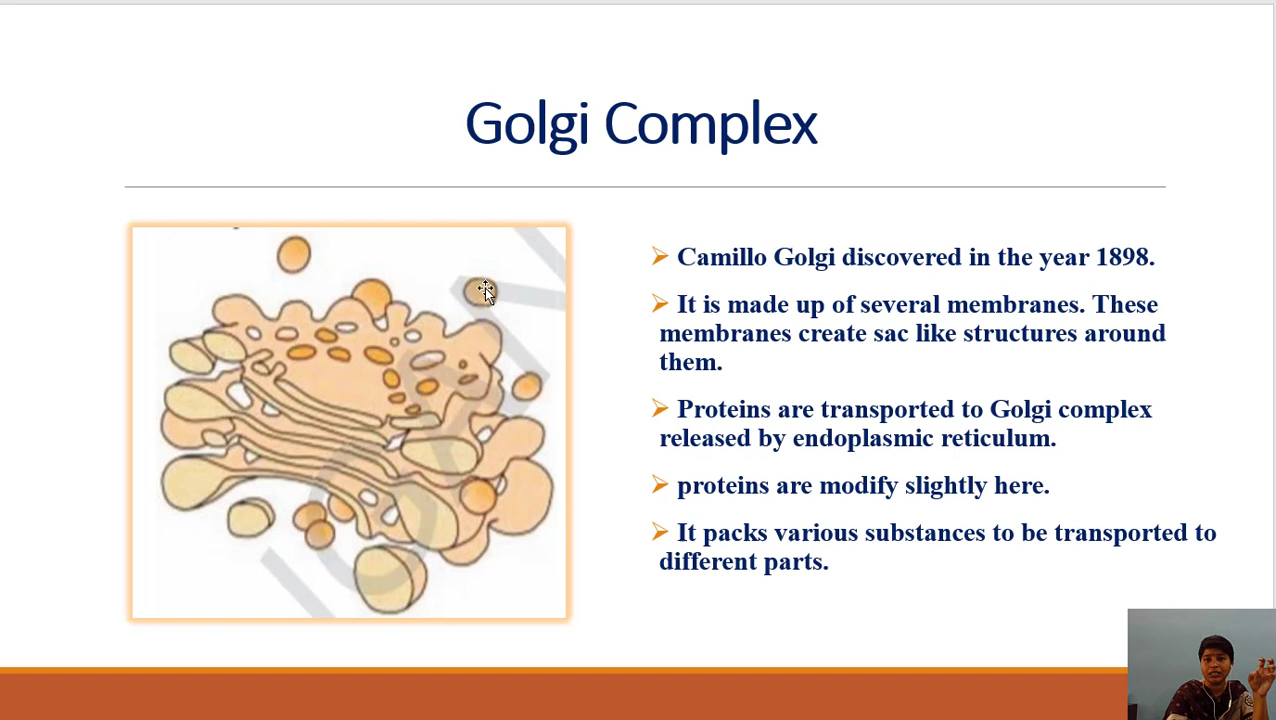 Golgi Complex
➢ Camillo Golgi discovered in the year 1898.
➢ It is made up of several membranes. These
membranes create sac like structures around
them.
➢ Proteins are transported to Golgi complex
released by endoplasmic reticulum.
➢ proteins are modify slightly here.
➢ It packs various substances to be transported to
different parts.